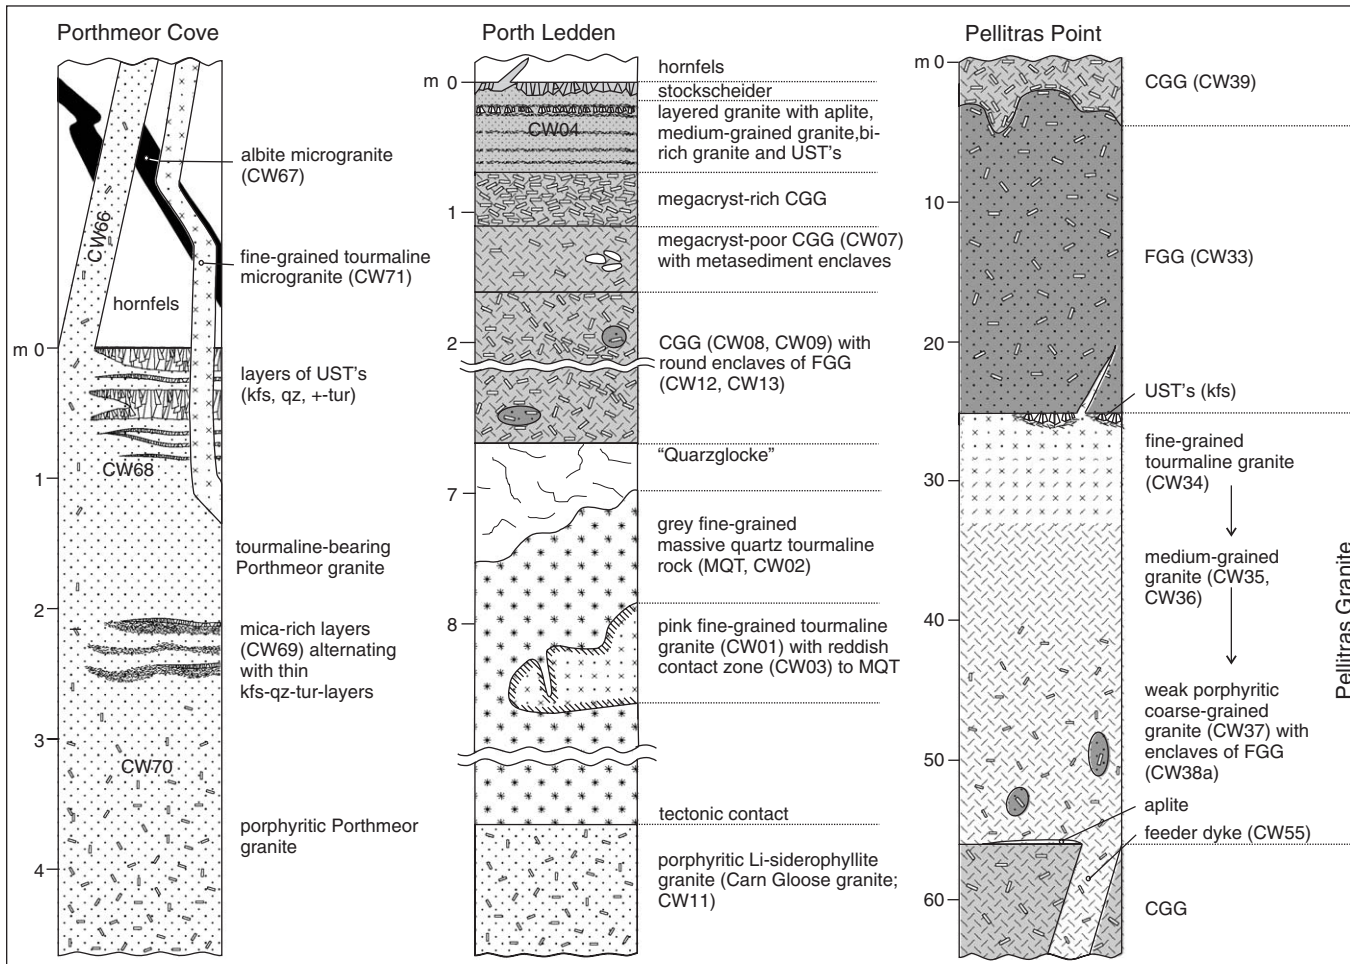 Porthmeor Cove
albite microgranite
(CW67)
CW66
fine-grained tourmaline
microgranite (CW71)
hornfels
m 0
layers of UST's
(kfs, qz, +-tur)
CW68
1
tourmaline-bearing
Porthmeor granite
2
mica-rich layers
(CW69) alternating
with thin
kfs-qz-tur-layers
3
CW70
porphyritic Porthmeor
granite
4
Porth Ledden
hornfels
m 0
stockscheider
layered granite with aplite,
medium-grained granite,bi-
rich granite and UST's
CW04
megacryst-rich CGG
1
megacryst-poor CGG (CW07)
with metasediment enclaves
2
CGG (CW08, CW09) with
round enclaves of FGG
(CW12, CW13)
"Quarzglocke"
7
grey fine-grained
massive quartz tourmaline
rock (MQT, CW02)
8
pink fine-grained tourmaline
granite (CW01) with reddish
contact zone (CW03) to MQT
tectonic contact
porphyritic Li-siderophyllite
granite (Carn Gloose granite;
CW11)
Pellitras Point
m 0
CGG (CW39)
10
FGG (CW33)
20
UST's (kfs)
fine-grained
tourmaline granite
(CW34)
30
medium-grained
granite (CW35,
CW36)
40
weak porphyritic
coarse-grained
granite (CW37) with
enclaves of FGG
(CW38a)
50
aplite
feeder dyke (CW55)
60
CGG
Pellitras Granite